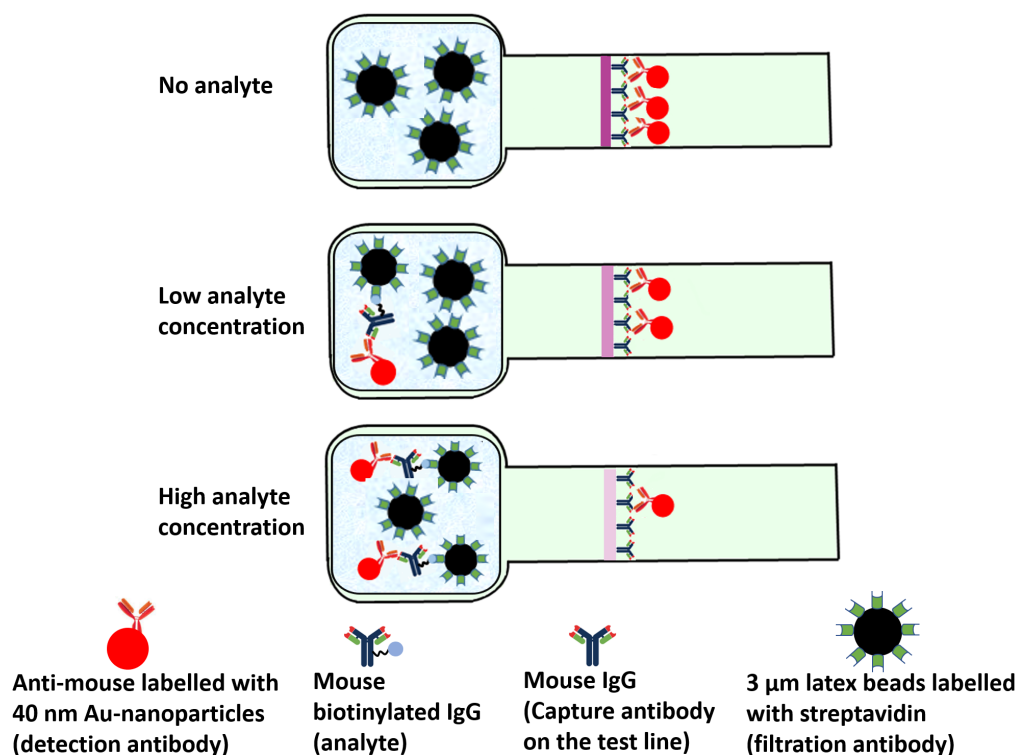 No analyte
Low analyte
concentration
High analyte
concentration
Anti-mouse labelled with
40 nm Au-nanoparticles
(detection antibody)
Mouse
biotinylated IgG
(analyte)
Mouse IgG
(Capture antibody
on the test line)
3 μm latex beads labelled
with streptavidin
(filtration antibody)